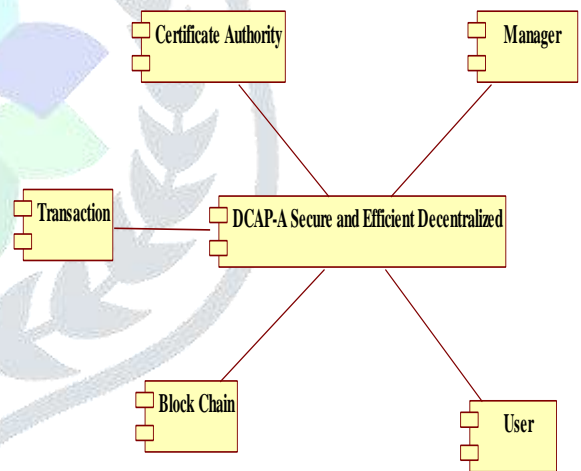 Certificate Authority
Manager
Transaction
DCAP-A Secure and Efficient Decentralized
Block Chain
User